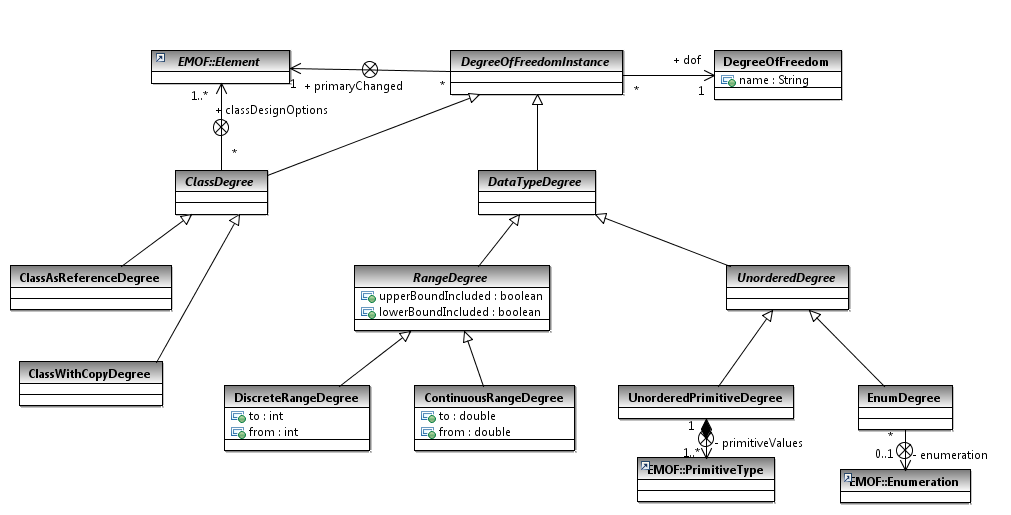 EMOF::Element
DegreeOfFreedomInstance
DegreeOfFreedom
name : String
+ dof
1
*
1
+ primaryChanged
*
1..*
+ classDesignOptions
*
ClassDegree
DataTypeDegree
ClassAsReferenceDegree
RangeDegree
upperBoundIncluded : boolean
lowerBoundIncluded : boolean
UnorderedDegree
ClassWithCopyDegree
DiscreteRangeDegree
to : int
from : int
ContinuousRangeDegree
to : double
from : double
UnorderedPrimitiveDegree
EnumDegree
1
- primitiveValues
1..*
EMOF::PrimitiveType
*
0..1
- enumeration
EMOF::Enumeration